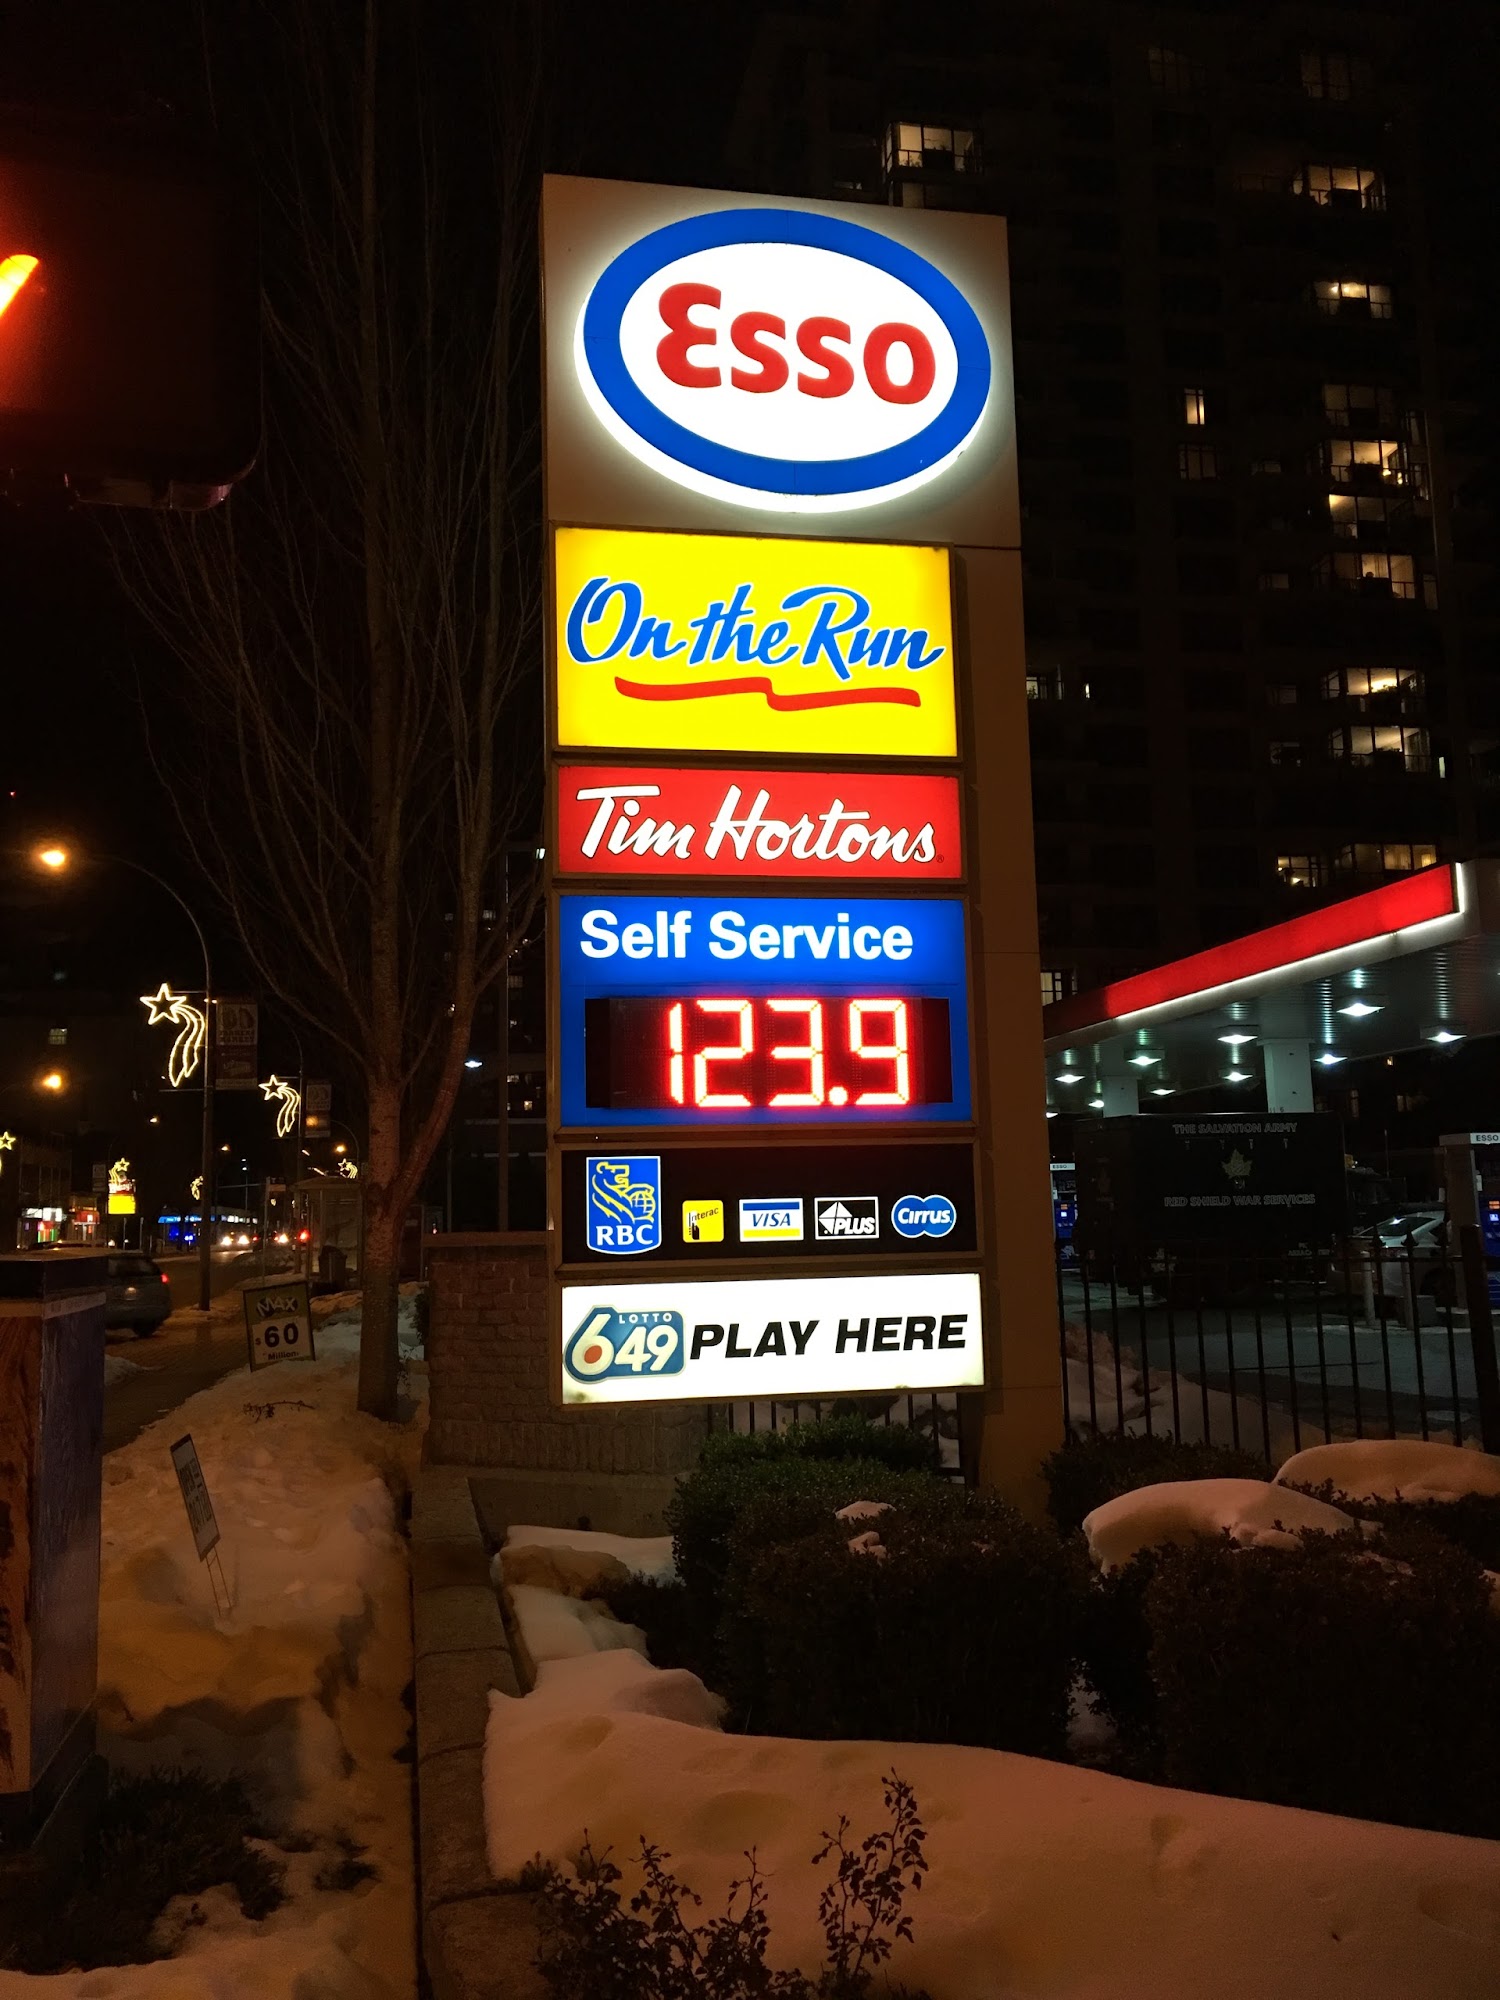 Esso
On the Run
Tim Hortons
Self Service
123.9
RBC
Interac
VISA
PLUS
Cirrus
LOTTO
649 PLAY HERE
MAX
$60
Million
THE SALVATION ARMY
RED SHIELD WAR SERVICES
ESSO
ESSO